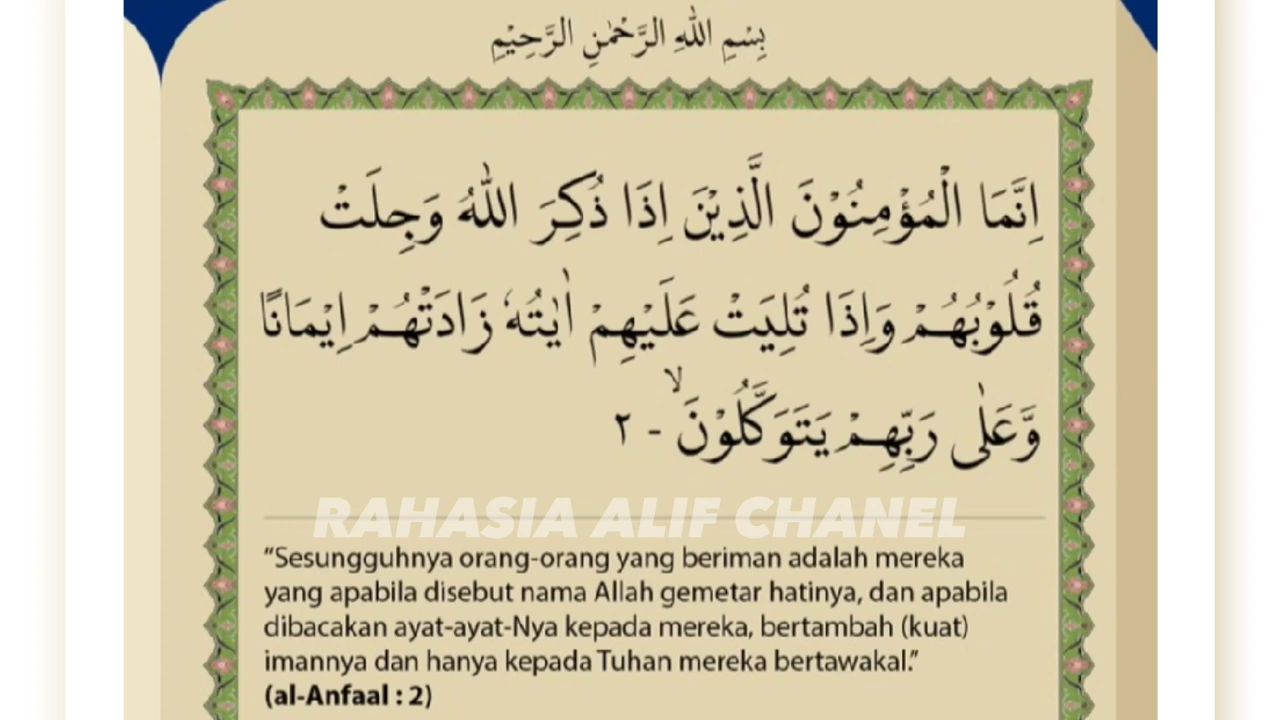 بِسْمِ اللهِ الرَّحْمٰنِ الرَّحِيْمِ
اِنَّمَا الْمُؤْمِنُوْنَ الَّذِيْنَ اِذَا ذُكِرَ اللّٰهُ وَجِلَتْ
قُلُوْبُهُمْ وَاِذَا تُلِيَتْ عَلَيْهِمْ اٰيٰتُهٗ زَادَتْهُمْ اِيْمَانًا
وَّعَلٰى رَبِّهِمْ يَتَوَكَّلُوْنَۙ - ٢
RAHASIA ALIF CHANEL
“Sesungguhnya orang-orang yang beriman adalah mereka
yang apabila disebut nama Allah gemetar hatinya, dan apabila
dibacakan ayat-ayat-Nya kepada mereka, bertambah (kuat)
imannya dan hanya kepada Tuhan mereka bertawakal.”
(al-Anfaal : 2)